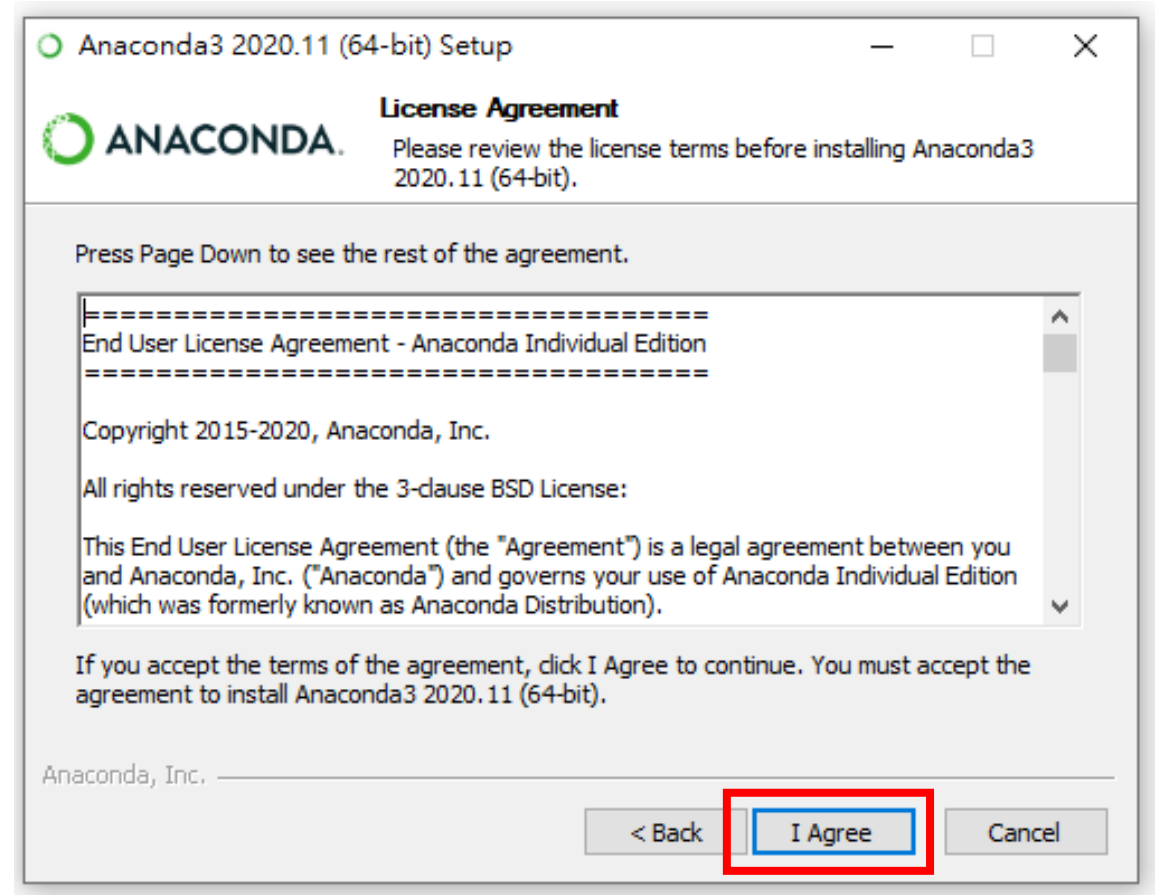 Anaconda3 2020.11 (64-bit) Setup
ANACONDA.
License Agreement
Please review the license terms before installing Anaconda3
2020.11 (64-bit).
Press Page Down to see the rest of the agreement.
===================================
End User License Agreement - Anaconda Individual Edition
===================================
Copyright 2015-2020, Anaconda, Inc.
All rights reserved under the 3-clause BSD License:
This End User License Agreement (the "Agreement") is a legal agreement between you
and Anaconda, Inc. ("Anaconda") and governs your use of Anaconda Individual Edition
(which was formerly known as Anaconda Distribution).
If you accept the terms of the agreement, click I Agree to continue. You must accept the
agreement to install Anaconda3 2020.11 (64-bit).
Anaconda, Inc.
< Back
I Agree
Cancel